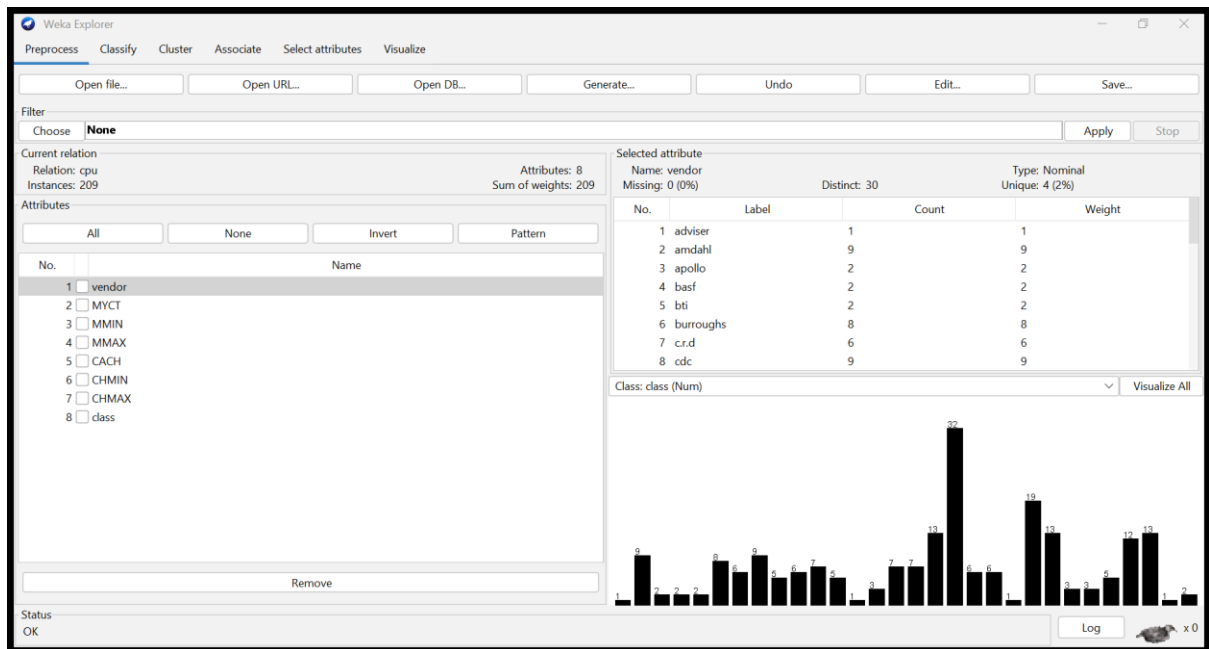 Weka Explorer
Preprocess Classify Cluster Associate Select attributes Visualize
Open file... Open URL... Open DB... Generate... Undo Edit... Save...
Filter
Choose None Apply Stop
Current relation
Relation: cpu Attributes: 8
Instances: 209 Sum of weights: 209
Attributes
All None Invert Pattern
No. Name
1 vendor
2 MYCT
3 MMIN
4 MMAX
5 CACH
6 CHMIN
7 CHMAX
8 class
Remove
Selected attribute
Name: vendor Type: Nominal
Missing: 0 (0%) Distinct: 30 Unique: 4 (2%)
No. Label Count Weight
1 adviser 1 1
2 amdahl 9 9
3 apollo 2 2
4 basf 2 2
5 bti 2 2
6 burroughs 8 8
7 c.r.d 6 6
8 cdc 9 9
Class: class (Num) Visualize All
1 9 2 2 2 8 6 9 5 6 7 5 1 3 7 7 13 32 6 6 1 19 13 3 3 5 12 13 1 2
Status
OK
Log x 0